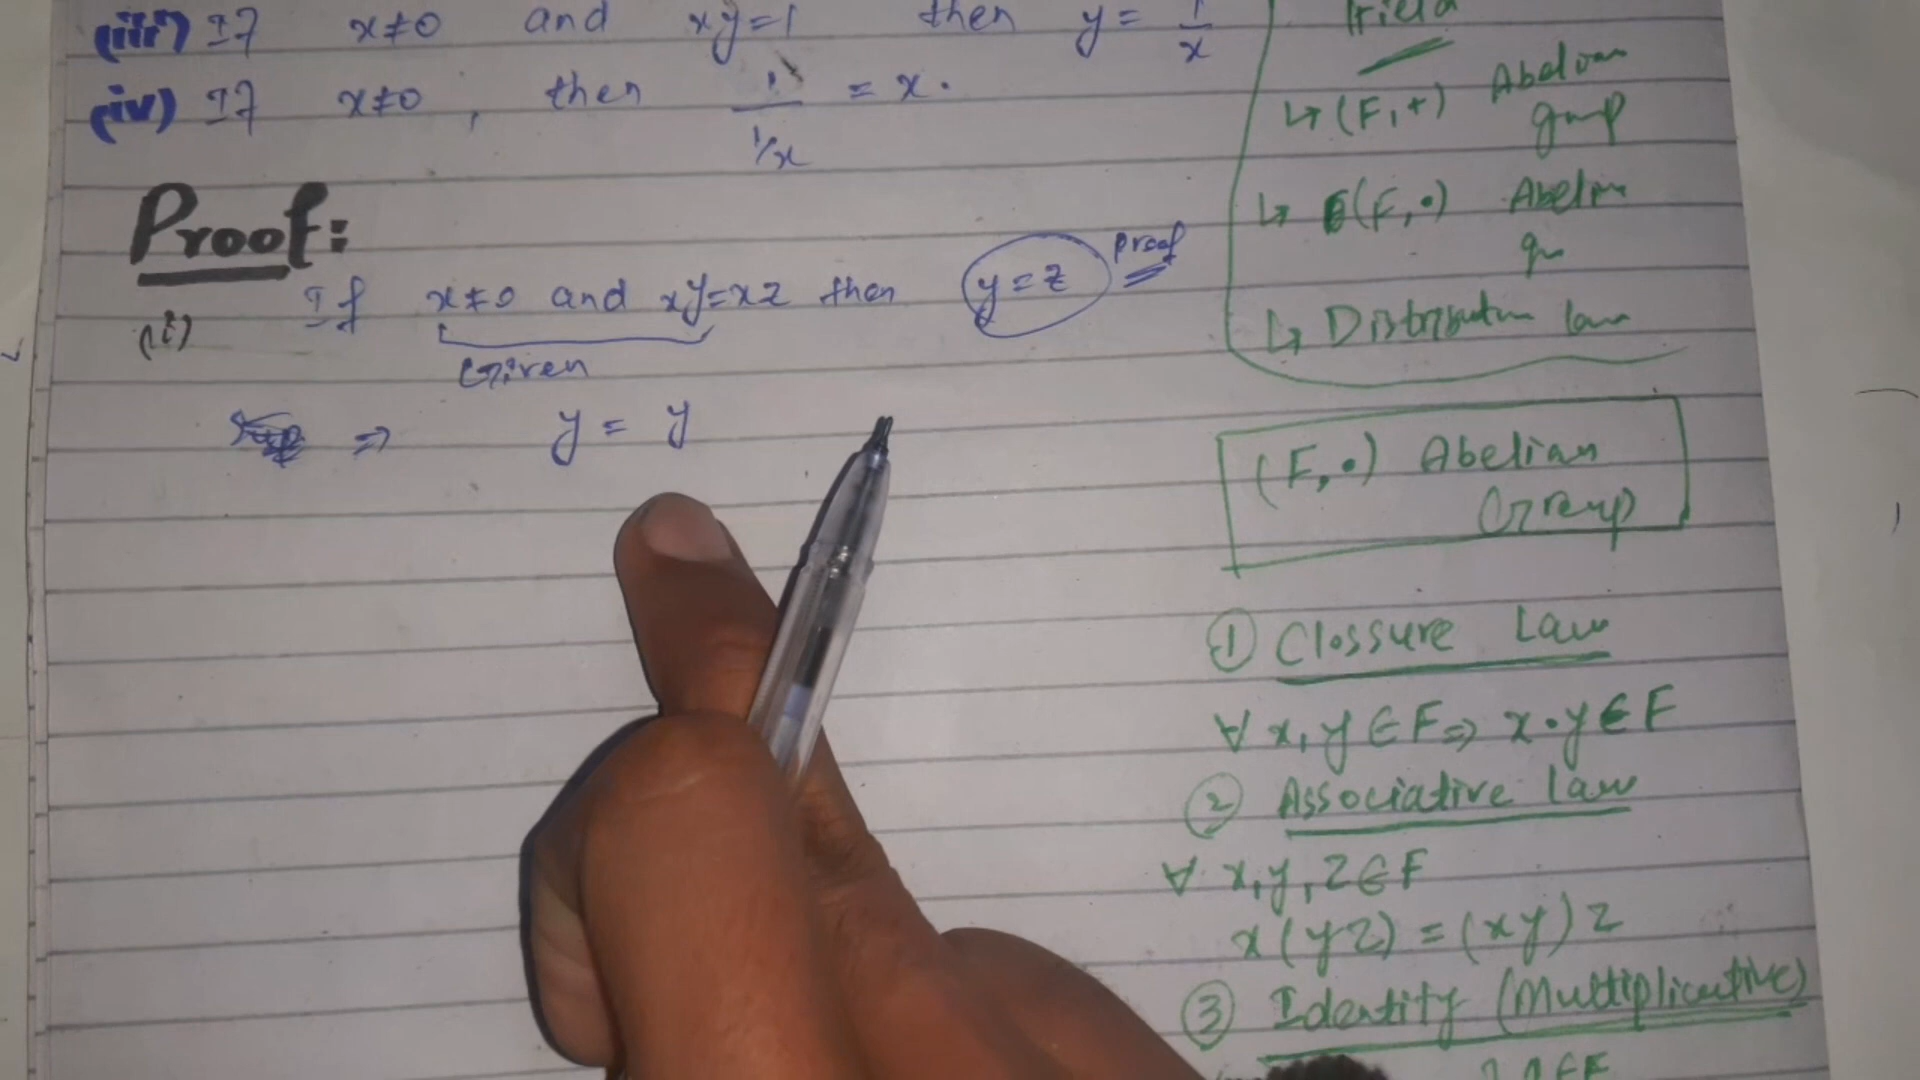 (iii) If x≠0 and xy=1 then y= 1/x
(iv) If x≠0, then 1/(1/x) = x.
Proof:
(i) If x≠0 and xy=xz then y=z proof
Given
⇒ y = y
Field
↳ (F,+) Abelian group
↳ (F,•) Abelian
↳ Distribution law
(F,•) Abelian Group
① Clossure Law
∀ x,y∈F⇒ x•y∈F
② Associative law
∀ x,y,z∈F
x(yz) = (xy)z
③ Identity (Multiplicative)